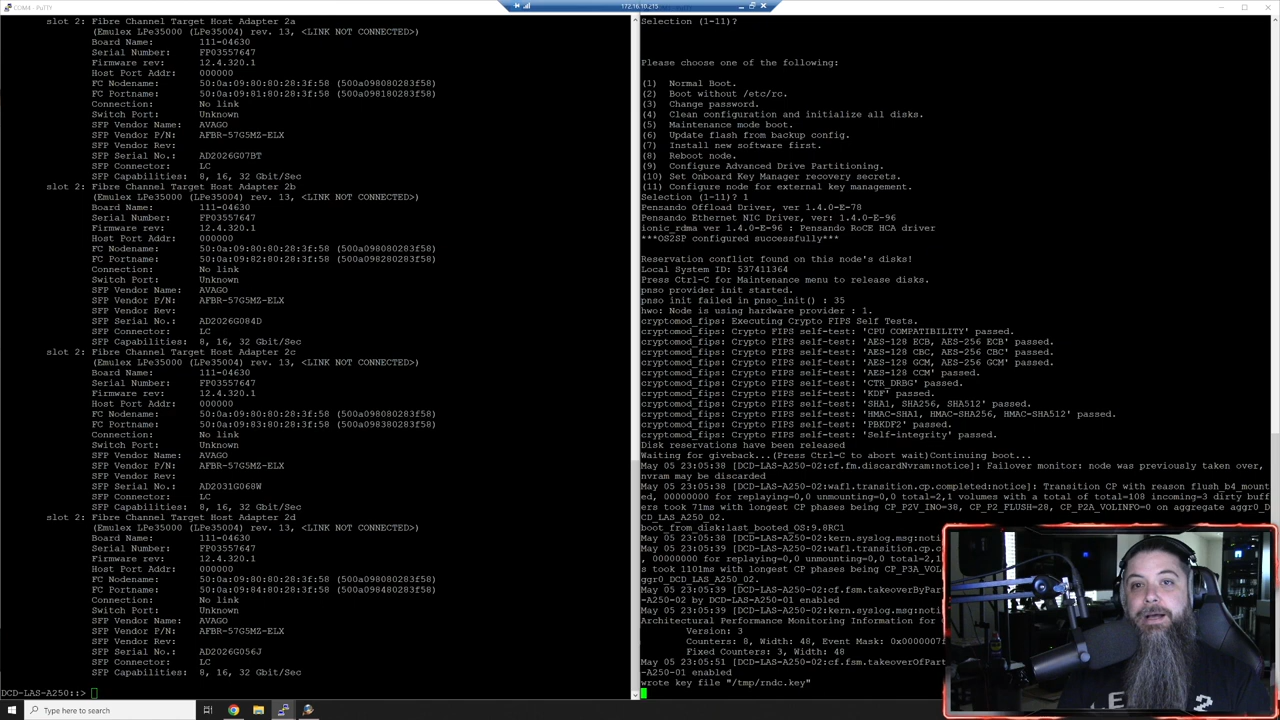 COM4 - PuTTY
172.16.10.215
slot 2: Fibre Channel Target Host Adapter 2a
(Emulex LPe35000 (LPe35004) rev. 13, <LINK NOT CONNECTED>)
Board Name: 111-04630
Serial Number: FP03557647
Firmware rev: 12.4.320.1
Host Port Addr: 000000
FC Nodename: 50:0a:09:80:80:28:3f:58 (500a098080283f58)
FC Portname: 50:0a:09:81:80:28:3f:58 (500a098180283f58)
Connection: No link
Switch Port: Unknown
SFP Vendor Name: AVAGO
SFP Vendor P/N: AFBR-57G5MZ-ELX
SFP Vendor Rev:
SFP Serial No.: AD2026G07BT
SFP Connector: LC
SFP Capabilities: 8, 16, 32 Gbit/Sec
slot 2: Fibre Channel Target Host Adapter 2b
(Emulex LPe35000 (LPe35004) rev. 13, <LINK NOT CONNECTED>)
Board Name: 111-04630
Serial Number: FP03557647
Firmware rev: 12.4.320.1
Host Port Addr: 000000
FC Nodename: 50:0a:09:80:80:28:3f:58 (500a098080283f58)
FC Portname: 50:0a:09:82:80:28:3f:58 (500a098280283f58)
Connection: No link
Switch Port: Unknown
SFP Vendor Name: AVAGO
SFP Vendor P/N: AFBR-57G5MZ-ELX
SFP Vendor Rev:
SFP Serial No.: AD2026G084D
SFP Connector: LC
SFP Capabilities: 8, 16, 32 Gbit/Sec
slot 2: Fibre Channel Target Host Adapter 2c
(Emulex LPe35000 (LPe35004) rev. 13, <LINK NOT CONNECTED>)
Board Name: 111-04630
Serial Number: FP03557647
Firmware rev: 12.4.320.1
Host Port Addr: 000000
FC Nodename: 50:0a:09:80:80:28:3f:58 (500a098080283f58)
FC Portname: 50:0a:09:83:80:28:3f:58 (500a098380283f58)
Connection: No link
Switch Port: Unknown
SFP Vendor Name: AVAGO
SFP Vendor P/N: AFBR-57G5MZ-ELX
SFP Vendor Rev:
SFP Serial No.: AD2031G068W
SFP Connector: LC
SFP Capabilities: 8, 16, 32 Gbit/Sec
slot 2: Fibre Channel Target Host Adapter 2d
(Emulex LPe35000 (LPe35004) rev. 13, <LINK NOT CONNECTED>)
Board Name: 111-04630
Serial Number: FP03557647
Firmware rev: 12.4.320.1
Host Port Addr: 000000
FC Nodename: 50:0a:09:80:80:28:3f:58 (500a098080283f58)
FC Portname: 50:0a:09:84:80:28:3f:58 (500a098480283f58)
Connection: No link
Switch Port: Unknown
SFP Vendor Name: AVAGO
SFP Vendor P/N: AFBR-57G5MZ-ELX
SFP Vendor Rev:
SFP Serial No.: AD2026G056J
SFP Connector: LC
SFP Capabilities: 8, 16, 32 Gbit/Sec
DCD-LAS-A250::>
Selection (1-11)?
Please choose one of the following:
(1) Normal Boot.
(2) Boot without /etc/rc.
(3) Change password.
(4) Clean configuration and initialize all disks.
(5) Maintenance mode boot.
(6) Update flash from backup config.
(7) Install new software first.
(8) Reboot node.
(9) Configure Advanced Drive Partitioning.
(10) Set Onboard Key Manager recovery secrets.
(11) Configure node for external key management.
Selection (1-11)? 1
Pensando Offload Driver, ver 1.4.0-E-78
Pensando Ethernet NIC Driver, ver: 1.4.0-E-96
ionic_rdma ver 1.4.0-E-96 : Pensando RoCE HCA driver
***OS2SP configured successfully***
Reservation conflict found on this node's disks!
Local System ID: 537411364
Press Ctrl-C for Maintenance menu to release disks.
pnso provider init started.
pnso init failed in pnso_init() : 35
hwo: Node is using hardware provider : 1.
cryptomod_fips: Executing Crypto FIPS Self Tests.
cryptomod_fips: Crypto FIPS self-test: 'CPU COMPATIBILITY' passed.
cryptomod_fips: Crypto FIPS self-test: 'AES-128 ECB, AES-256 ECB' passed.
cryptomod_fips: Crypto FIPS self-test: 'AES-128 CBC, AES-256 CBC' passed.
cryptomod_fips: Crypto FIPS self-test: 'AES-128 GCM, AES-256 GCM' passed.
cryptomod_fips: Crypto FIPS self-test: 'AES-128 CCM' passed.
cryptomod_fips: Crypto FIPS self-test: 'CTR_DRBG' passed.
cryptomod_fips: Crypto FIPS self-test: 'KDF' passed.
cryptomod_fips: Crypto FIPS self-test: 'SHA1, SHA256, SHA512' passed.
cryptomod_fips: Crypto FIPS self-test: 'HMAC-SHA1, HMAC-SHA256, HMAC-SHA512' passed.
cryptomod_fips: Crypto FIPS self-test: 'PBKDF2' passed.
cryptomod_fips: Crypto FIPS self-test: 'Self-integrity' passed.
Disk reservations have been released
Waiting for giveback...(Press Ctrl-C to abort wait)Continuing boot...
May 05 23:05:38 [DCD-LAS-A250-02:cf.fm.discardNvram:notice]: Failover monitor: node was previously taken over,
nvram may be discarded
May 05 23:05:38 [DCD-LAS-A250-02:wafl.transition.cp.completed:notice]: Transition CP with reason flush_b4_mount
ed, 00000000 for replaying=0,0 unmounting=0,0 total=2,1 volumes with a total of total=108 incoming=3 dirty buff
ers took 71ms with longest CP phases being CP_P2V_INO=38, CP_P2_FLUSH=28, CP_P2A_VOLINFO=0 on aggregate aggr0_D
CD_LAS_A250_02.
boot_from_disk:last_booted_OS:9.8RC1
May 05 23:05:38 [DCD-LAS-A250-02:kern.syslog.msg:not
May 05 23:05:39 [DCD-LAS-A250-02:wafl.transition.cp.c
, 00000000 for replaying=0,0 unmounting=0,0 total=2,1
s took 1101ms with longest CP phases being CP_P3A_VOL
aggr0_DCD_LAS_A250_02.
May 05 23:05:39 [DCD-LAS-A250-02:cf.fsm.takeoverByPar
-A250-02 by DCD-LAS-A250-01 enabled
May 05 23:05:39 [DCD-LAS-A250-02:kern.syslog.msg:noti
Architectural Performance Monitoring Information for C
Version: 3
Counters: 8, Width: 48, Event Mask: 0x0000007f
Fixed Counters: 3, Width: 48
May 05 23:05:51 [DCD-LAS-A250-02:cf.fsm.takeoverOfPart
-A250-01 enabled
wrote key file "/tmp/rndc.key"
Type here to search